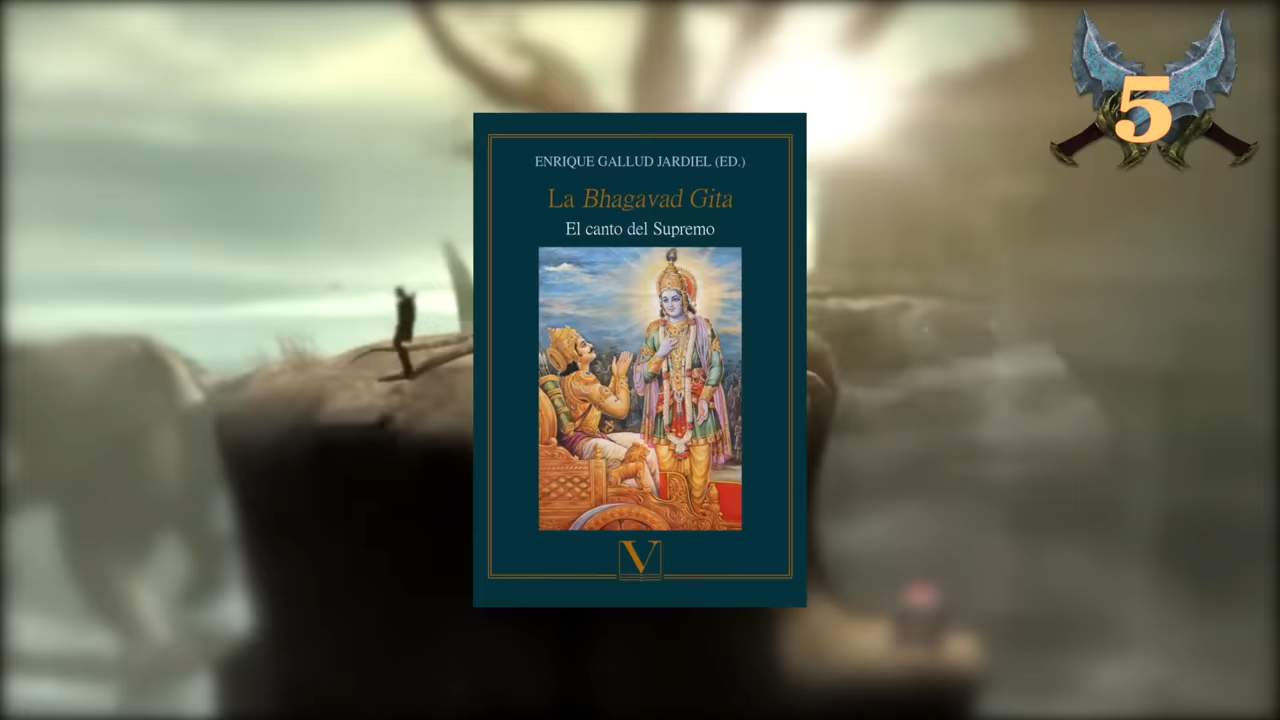 5
ENRIQUE GALLUD JARDIEL (ED.)
La Bhagavad Gita
El canto del Supremo
V